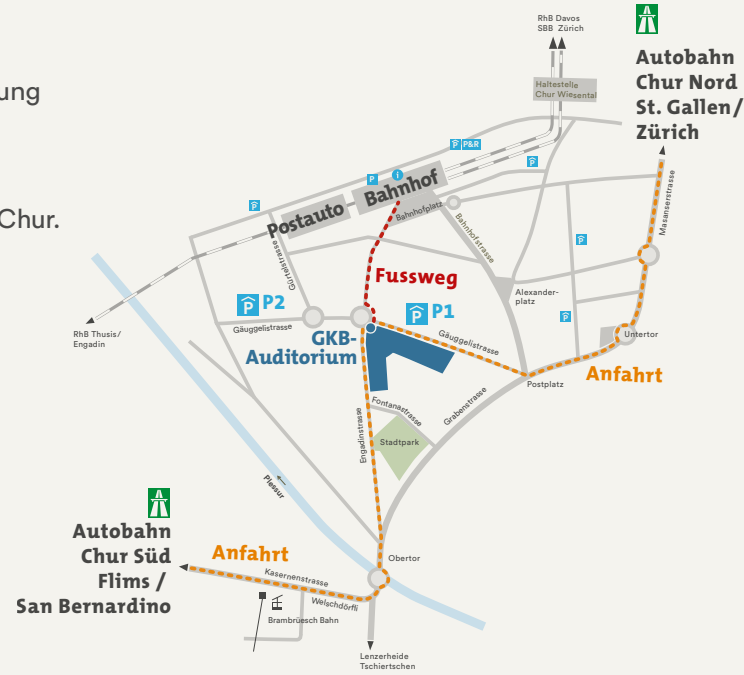 ung
Chur.
RhB Davos
SBB Zürich
Autobahn
Chur Nord
St. Gallen/
Zürich
Haltestelle
Chur Wiesental
P P&R
P
P
i
P
Bahnhof
Postauto
Bahnhofplatz
Bahnhofstrasse
Masanserstrasse
Gürtelstrasse
P
Fussweg
Alexander-
platz
P P2
P P1
P
RhB Thusis/
Engadin
Gäuggelistrasse
Gäuggelistrasse
GKB-
Auditorium
Untertor
Postplatz
Anfahrt
Fontanastrasse
Grabenstrasse
Engadinstrasse
Stadtpark
Plessur
Autobahn
Chur Süd
Flims /
San Bernardino
Anfahrt
Obertor
Kasernenstrasse
Welschdörfli
Brambrüesch Bahn
Lenzerheide
Tschiertschen